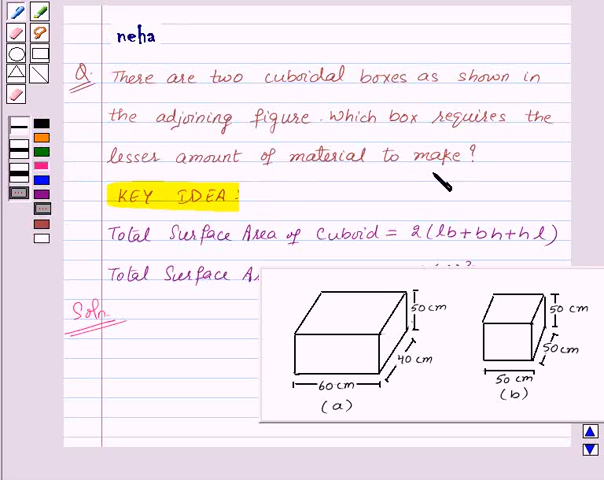 neha
Q. There are two cuboidal boxes as shown in
the adjoining figure. Which box requires the
lesser amount of material to make?
KEY IDEA:
Total Surface Area of Cuboid = 2(lb+bh+hl)
Total Surface
Soln.
50 cm
40 cm
60 cm
(a)
50 cm
50 cm
50 cm
(b)